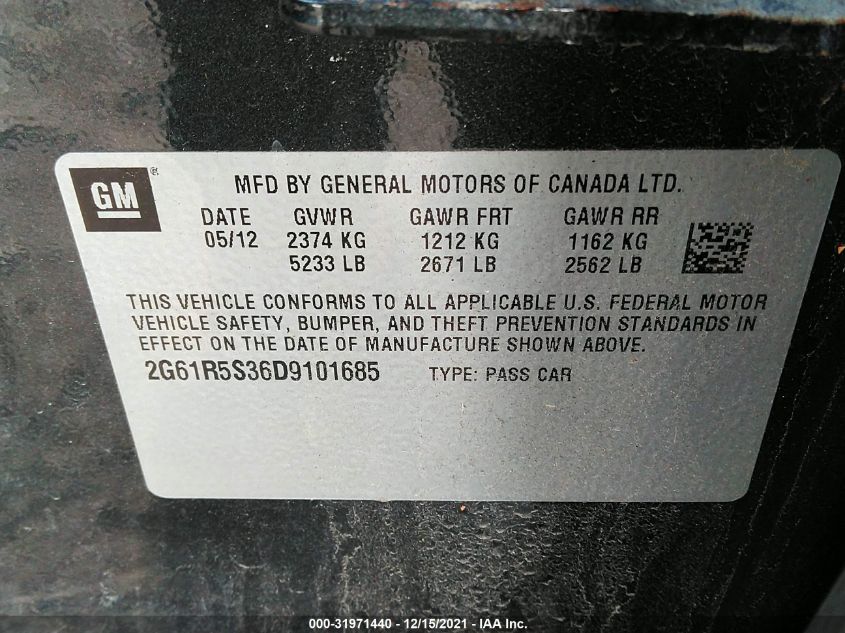 GM®
MFD BY GENERAL MOTORS OF CANADA LTD.
DATE GVWR GAWR FRT GAWR RR
05/12 2374 KG 1212 KG 1162 KG
5233 LB 2671 LB 2562 LB
THIS VEHICLE CONFORMS TO ALL APPLICABLE U.S. FEDERAL MOTOR
VEHICLE SAFETY, BUMPER, AND THEFT PREVENTION STANDARDS IN
EFFECT ON THE DATE OF MANUFACTURE SHOWN ABOVE.
2G61R5S36D9101685 TYPE: PASS CAR
000-31971440 - 12/15/2021 - IAA Inc.